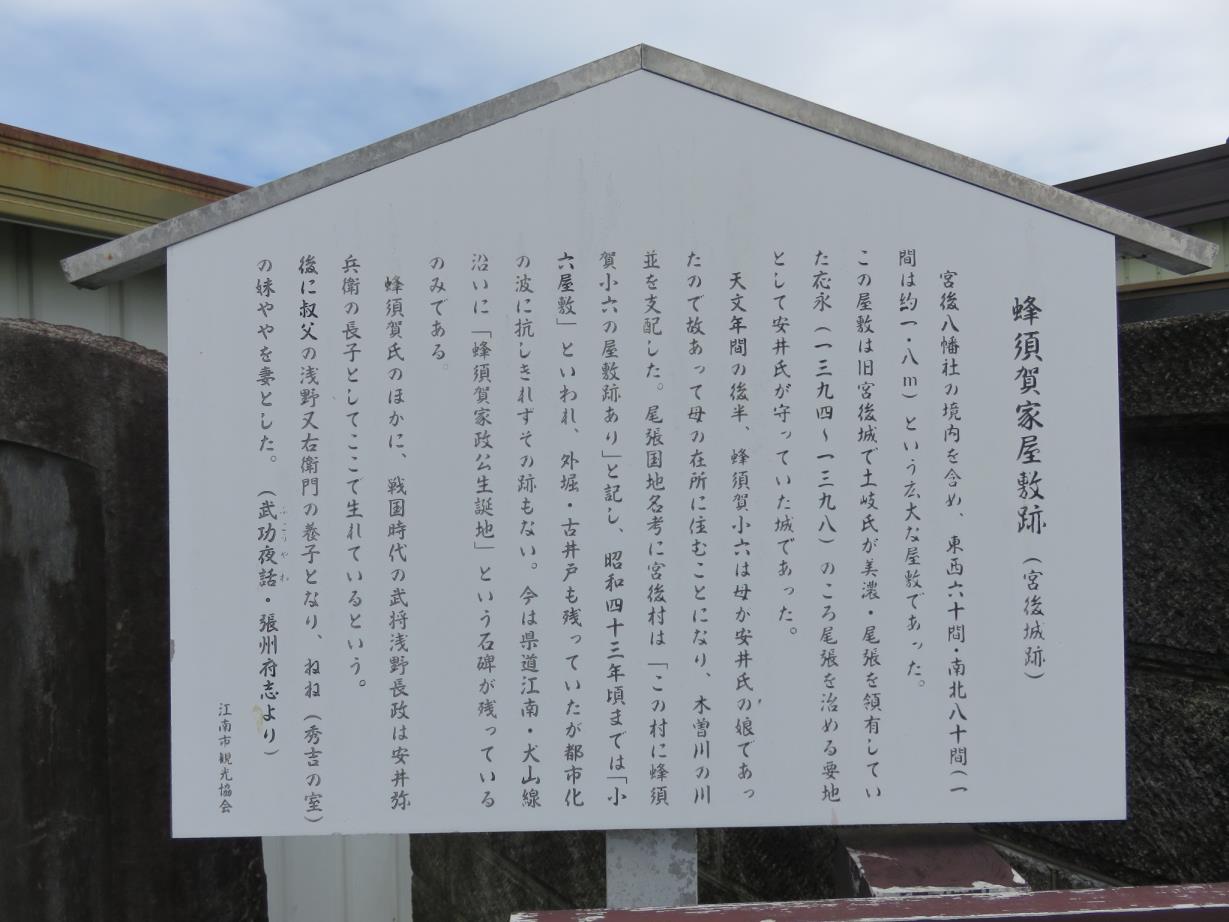 蜂須賀家屋敷跡（宮後城跡）
宮後八幡社の境内を含め、東西六十間・南北八十間（一
間は約一・八m）という広大な屋敷であった。
この屋敷は旧宮後城で土岐氏が美濃・尾張を領有してい
た応永（一三九四～一三九八）のころ尾張を治める要地
として安井氏が守っていた城であった。
天文年間の後半、蜂須賀小六は母が安井氏の娘であっ
たので故あって母の在所に住むことになり、木曽川の川
並を支配した。尾張国地名考に宮後村は「この村に蜂須
賀小六の屋敷跡あり」と記し、昭和四十三年頃までは「小
六屋敷」といわれ、外堀・古井戸も残っていたが都市化
の波に抗しきれずその跡もない。今は県道江南・犬山線
沿いに「蜂須賀家政公生誕地」という石碑が残っている
のみである。
蜂須賀氏のほかに、戦国時代の武将浅野長政は安井弥
兵衛の長子としてここで生れているという。
後に叔父の浅野又右衛門の養子となり、ねね（秀吉の室）
の妹ややを妻とした。（武功夜話・張州府志より）
ぶこうやわ
江南市観光協会